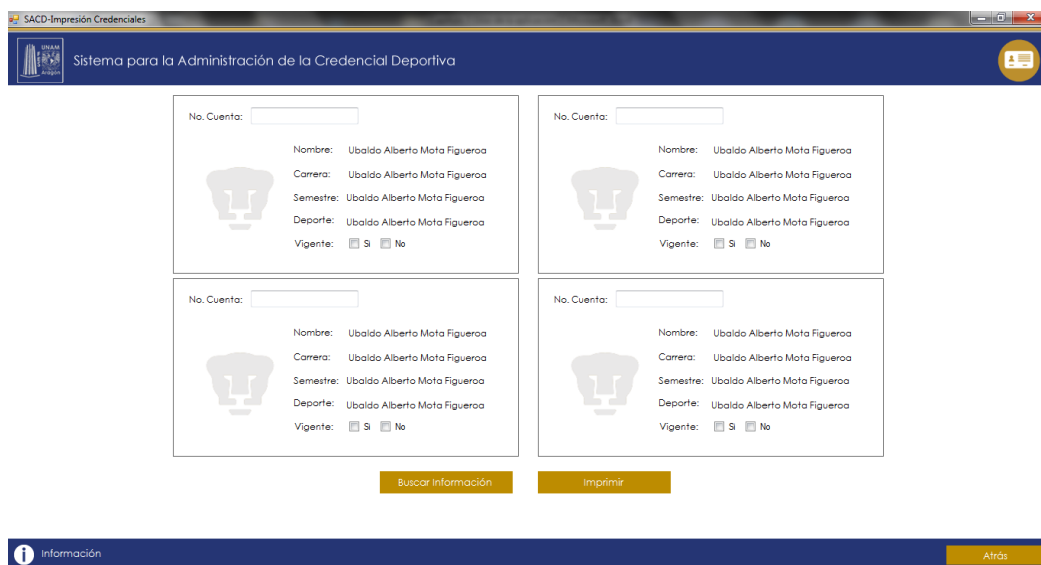 SACD-Impresión Credenciales
UNAM
Aragón
Sistema para la Administración de la Credencial Deportiva
No. Cuenta:
Nombre: Ubaldo Alberto Mota Figueroa
Carrera: Ubaldo Alberto Mota Figueroa
Semestre: Ubaldo Alberto Mota Figueroa
Deporte: Ubaldo Alberto Mota Figueroa
Vigente: Si No
No. Cuenta:
Nombre: Ubaldo Alberto Mota Figueroa
Carrera: Ubaldo Alberto Mota Figueroa
Semestre: Ubaldo Alberto Mota Figueroa
Deporte: Ubaldo Alberto Mota Figueroa
Vigente: Si No
No. Cuenta:
Nombre: Ubaldo Alberto Mota Figueroa
Carrera: Ubaldo Alberto Mota Figueroa
Semestre: Ubaldo Alberto Mota Figueroa
Deporte: Ubaldo Alberto Mota Figueroa
Vigente: Si No
No. Cuenta:
Nombre: Ubaldo Alberto Mota Figueroa
Carrera: Ubaldo Alberto Mota Figueroa
Semestre: Ubaldo Alberto Mota Figueroa
Deporte: Ubaldo Alberto Mota Figueroa
Vigente: Si No
Buscar Información
Imprimir
Información
Atrás